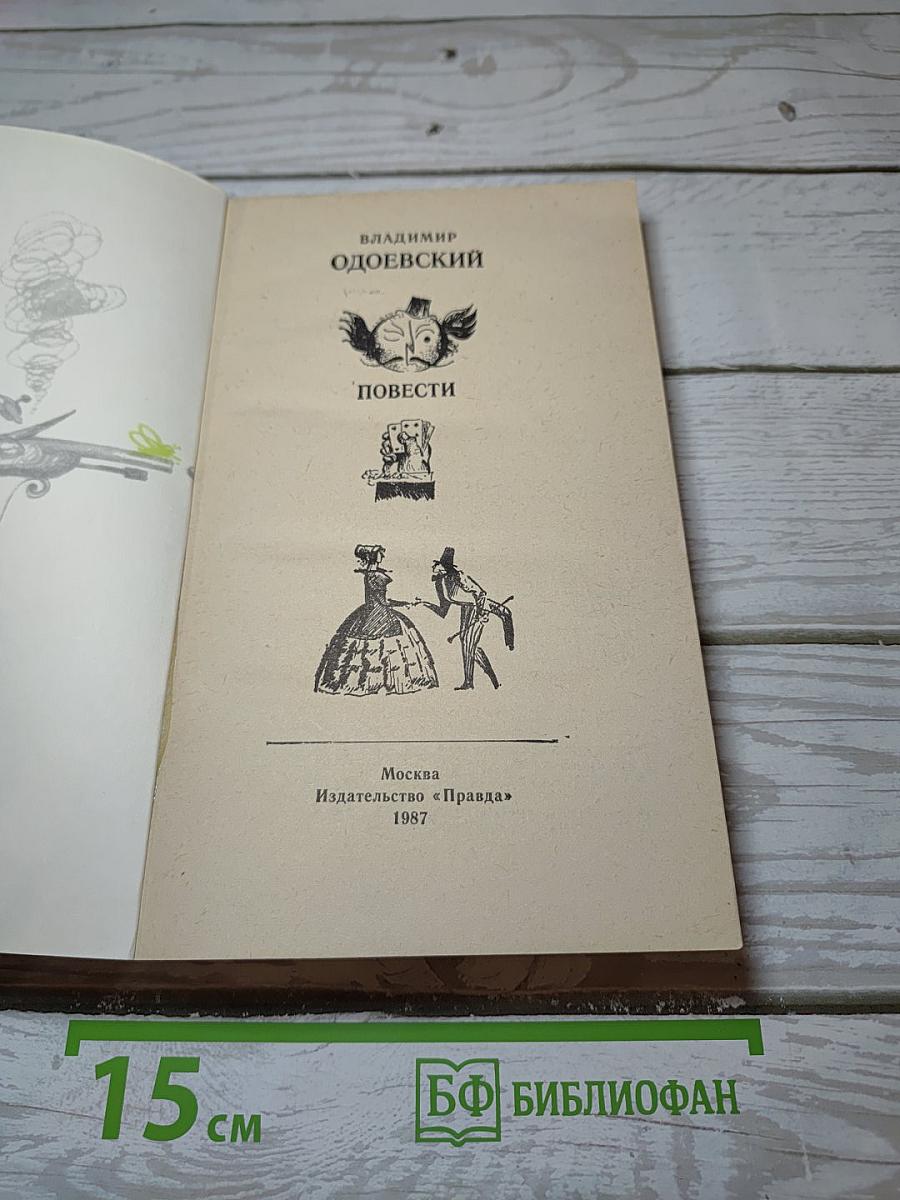 ВЛАДИМИР
ОДОЕВСКИЙ
ПОВЕСТИ
Москва
Издательство «Правда»
1987
15 см
БФ БИБЛИОФАН